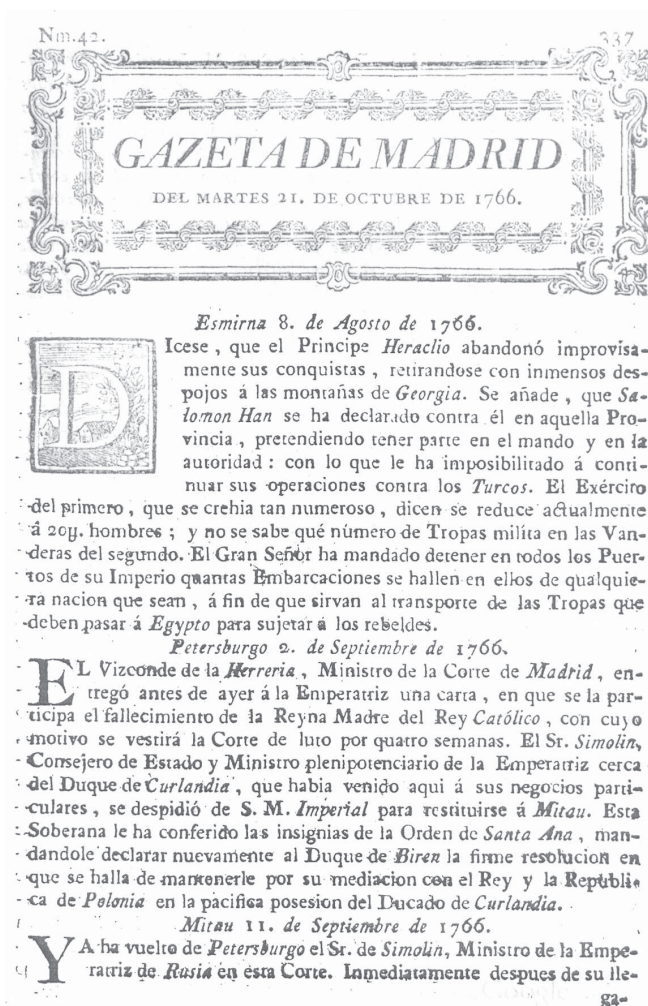 Nm.42.
337
GAZETA DE MADRID
DEL MARTES 21. DE OCTUBRE DE 1766.
Esmirna 8. de Agosto de 1766.
DIcese, que el Principe Heraclio abandonó improvisa-
mente sus conquistas, retirandose con inmensos des-
pojos á las montañas de Georgia. Se añade, que Sa-
lomon Han se ha declarado contra él en aquella Pro-
vincia, pretendiendo tener parte en el mando y en la
autoridad: con lo que le ha imposibilitado á conti-
nuar sus operaciones contra los Turcos. El Exército
del primero, que se crehia tan numeroso, dicen se reduce actualmente
á 20y. hombres; y no se sabe qué número de Tropas milita en las Van-
deras del segundo. El Gran Señor ha mandado detener en todos los Puer-
tos de su Imperio quantas Embarcaciones se hallen en ellos de qualquie-
ra nacion que sean, á fin de que sirvan al transporte de las Tropas que
deben pasar á Egypto para sujetar á los rebeldes.
Petersburgo 2. de Septiembre de 1766.
EL Vizconde de la Herreria, Ministro de la Corte de Madrid, en-
tregó antes de ayer á la Emperatriz una carta, en que se la par-
ticipa el fallecimiento de la Reyna Madre del Rey Católico, con cuyo
motivo se vestirá la Corte de luto por quatro semanas. El Sr. Simolin,
Consejero de Estado y Ministro plenipotenciario de la Emperatriz cerca
del Duque de Curlandia, que habia venido aqui á sus negocios parti-
culares, se despidió de S. M. Imperial para restituirse á Mitau. Esta
Soberana le ha conferido las insignias de la Orden de Santa Ana, man-
dandole declarar nuevamente al Duque de Biren la firme resolucion en
que se halla de mantenerle por su mediacion con el Rey y la Republi-
ca de Polonia en la pacifica posesion del Ducado de Curlandia.
Mitau 11. de Septiembre de 1766.
YA ha vuelto de Petersburgo el Sr. de Simolin, Ministro de la Empe-
ratriz de Rusia en esta Corte. Inmediatamente despues de su lle-
ga-